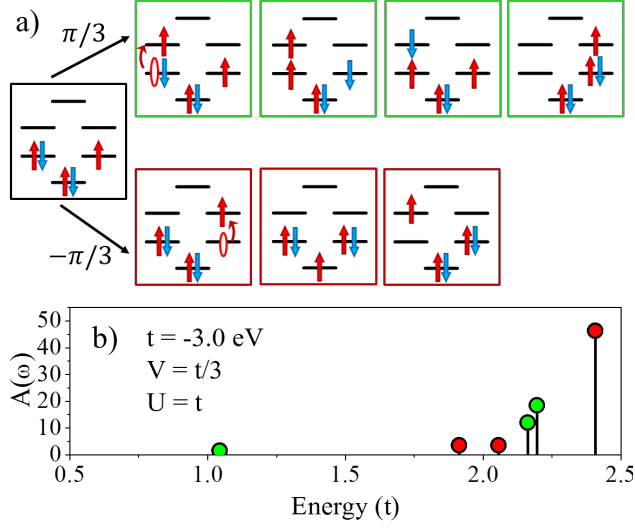 a)
π/3
-π/3
b)
t = -3.0 eV
V = t/3
U = t
A(ω)
50
40
30
20
10
0
0.5 1.0 1.5 2.0 2.5
Energy (t)